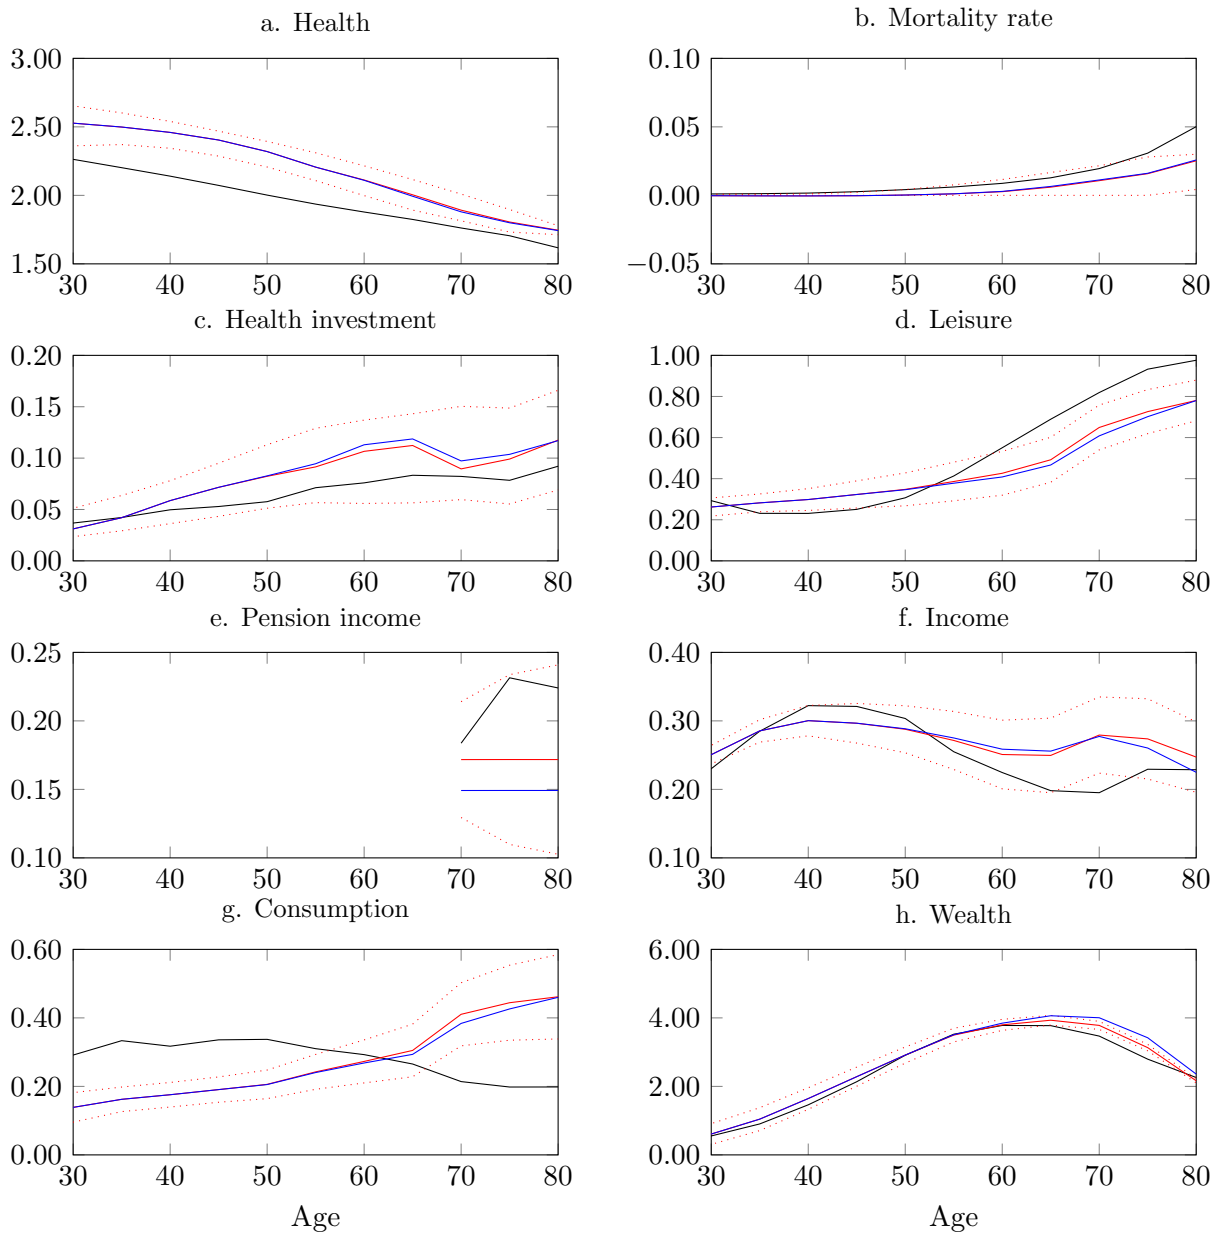 a. Health
b. Mortality rate
3.00
2.50
2.00
1.50
30 40 50 60 70 80
0.10
0.05
0.00
−0.05
30 40 50 60 70 80
c. Health investment
d. Leisure
0.20
0.15
0.10
0.05
0.00
30 40 50 60 70 80
1.00
0.80
0.60
0.40
0.20
0.00
30 40 50 60 70 80
e. Pension income
f. Income
0.25
0.20
0.15
0.10
30 40 50 60 70 80
0.40
0.30
0.20
0.10
30 40 50 60 70 80
g. Consumption
h. Wealth
0.60
0.40
0.20
0.00
30 40 50 60 70 80
Age
6.00
4.00
2.00
0.00
30 40 50 60 70 80
Age